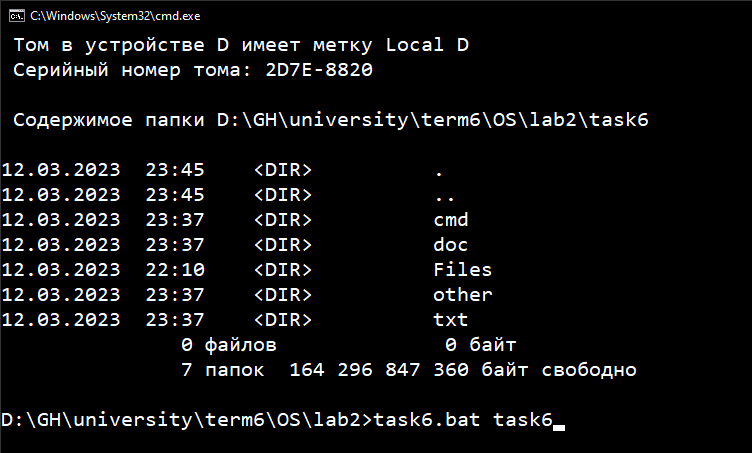 C:\Windows\System32\cmd.exe
Том в устройстве D имеет метку Local D
Серийный номер тома: 2D7E-8820
Содержимое папки D:\GH\university\term6\OS\lab2\task6
12.03.2023  23:45    <DIR>          .
12.03.2023  23:45    <DIR>          ..
12.03.2023  23:37    <DIR>          cmd
12.03.2023  23:37    <DIR>          doc
12.03.2023  22:10    <DIR>          Files
12.03.2023  23:37    <DIR>          other
12.03.2023  23:37    <DIR>          txt
0 файлов              0 байт
7 папок  164 296 847 360 байт свободно
D:\GH\university\term6\OS\lab2>task6.bat task6